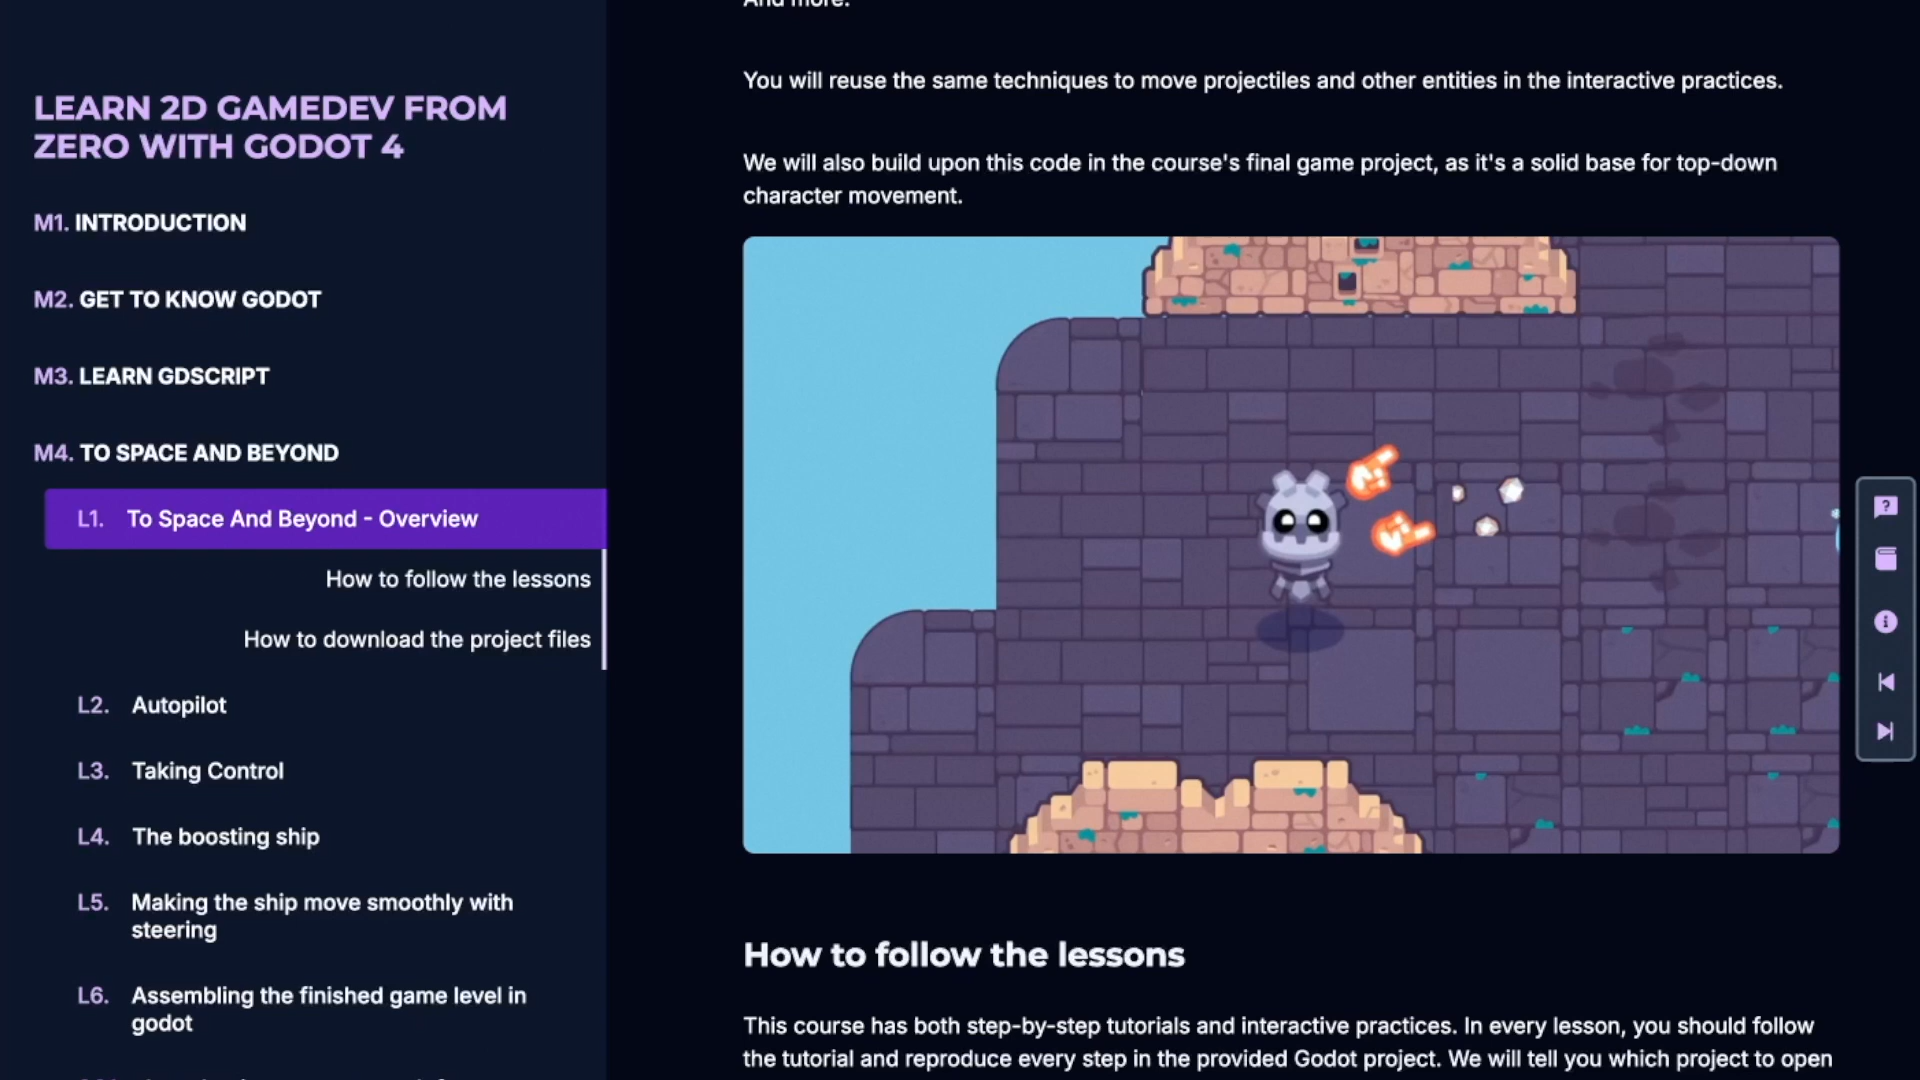 LEARN 2D GAMEDEV FROM
ZERO WITH GODOT 4
M1. INTRODUCTION
M2. GET TO KNOW GODOT
M3. LEARN GDSCRIPT
M4. TO SPACE AND BEYOND
L1. To Space And Beyond - Overview
How to follow the lessons
How to download the project files
L2. Autopilot
L3. Taking Control
L4. The boosting ship
L5. Making the ship move smoothly with
steering
L6. Assembling the finished game level in
godot
And more.
You will reuse the same techniques to move projectiles and other entities in the interactive practices.
We will also build upon this code in the course's final game project, as it's a solid base for top-down
character movement.
How to follow the lessons
This course has both step-by-step tutorials and interactive practices. In every lesson, you should follow
the tutorial and reproduce every step in the provided Godot project. We will tell you which project to open